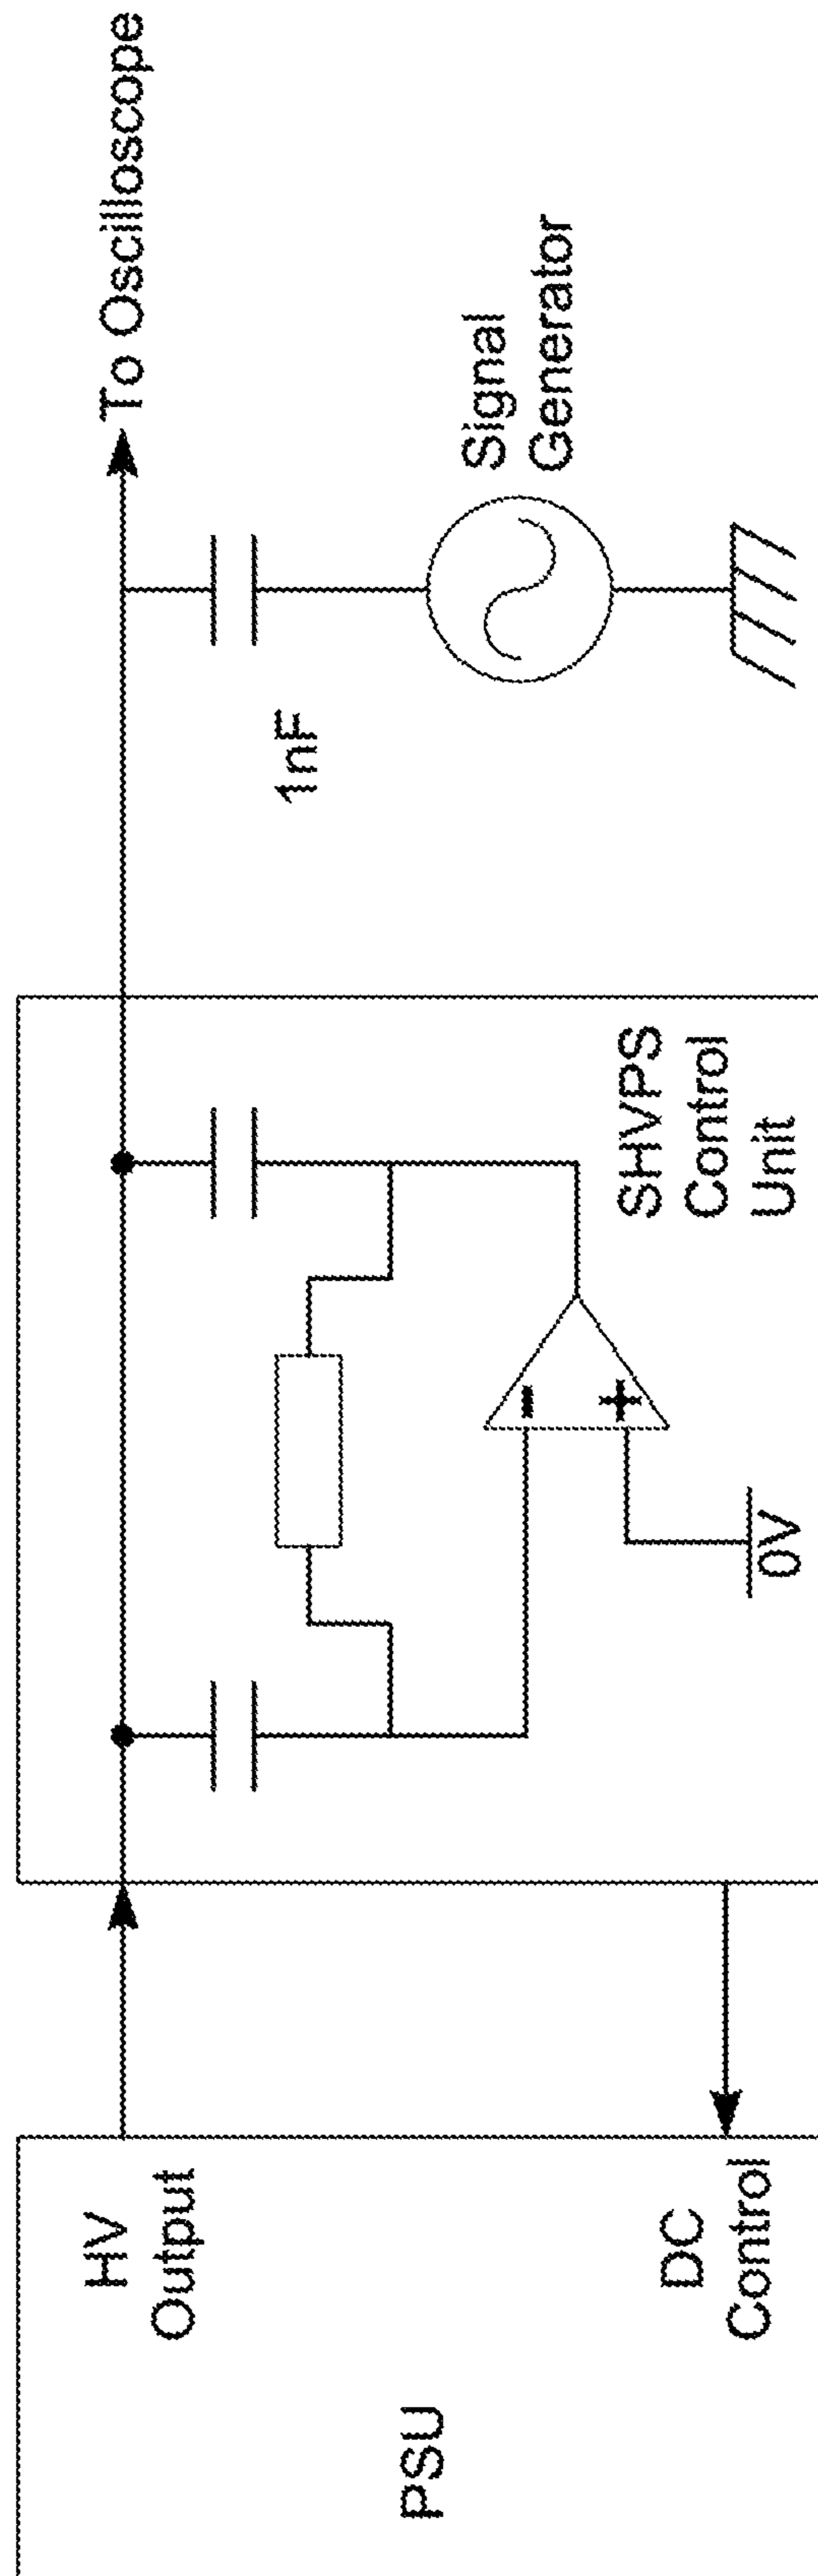 PSU
HV
Output
DC
Control
SHVPS
Control
Unit
-
+
0V
1nF
Signal
Generator
To Oscilloscope